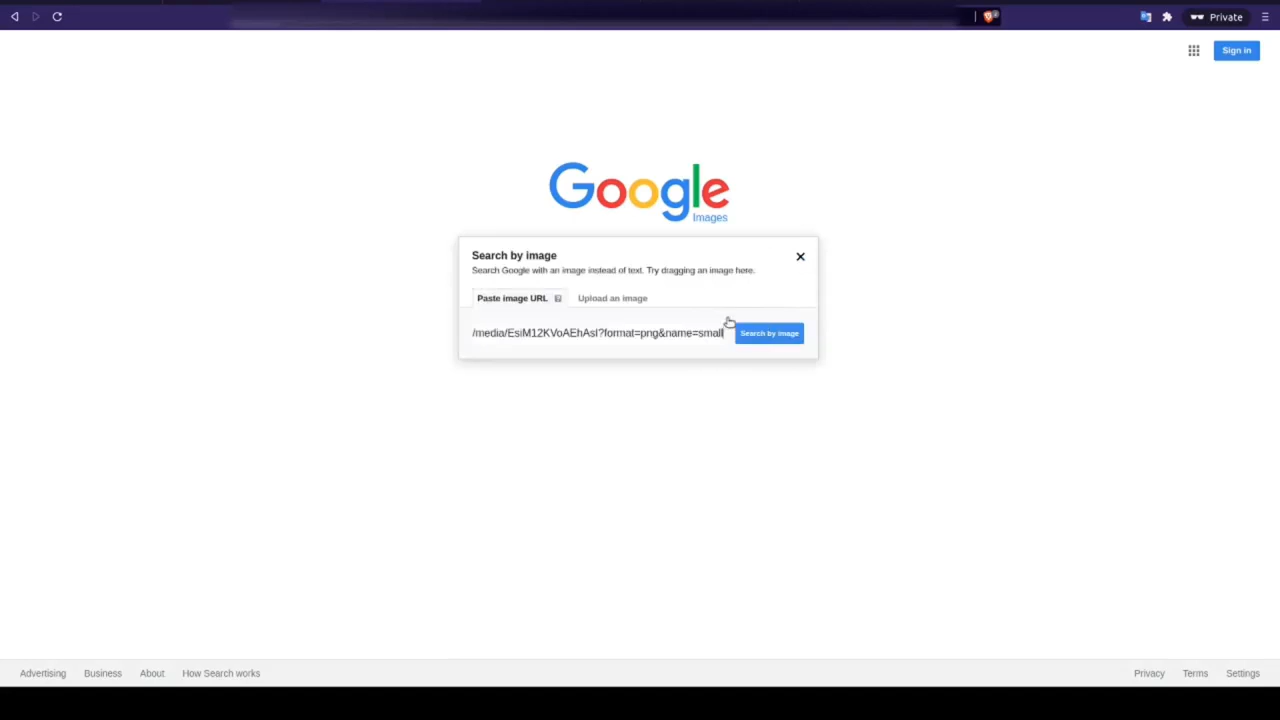 Private
Sign in
Google
Images
Search by image
Search Google with an image instead of text. Try dragging an image here.
Paste image URL
Upload an image
/media/EsiM12KVoAEhAsI?format=png&name=small
Search by image
Advertising
Business
About
How Search works
Privacy
Terms
Settings